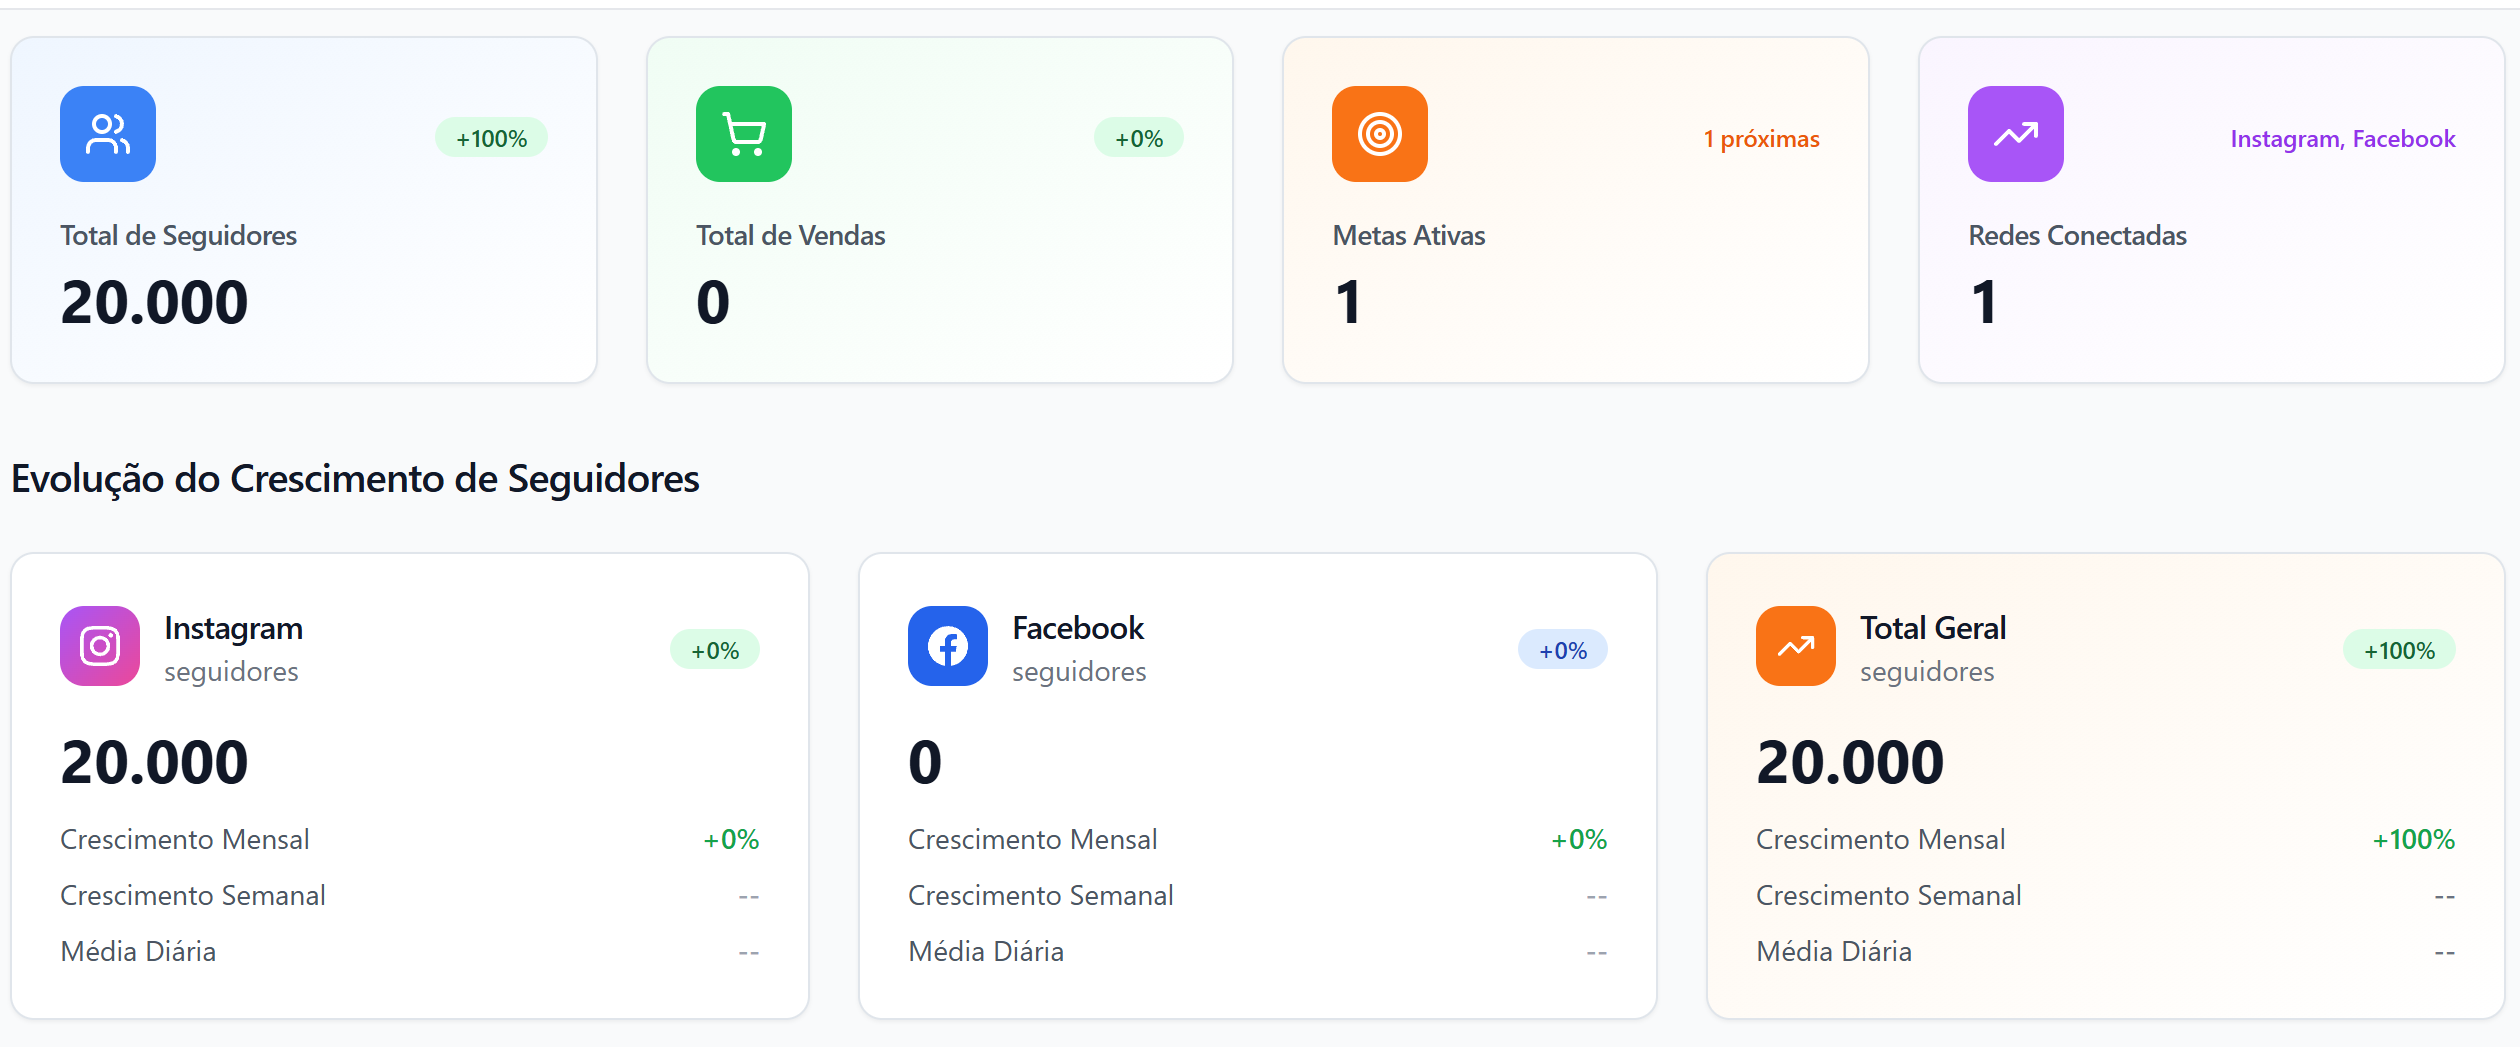 +100%
Total de Seguidores
20.000
+0%
Total de Vendas
0
1 próximas
Metas Ativas
1
Instagram, Facebook
Redes Conectadas
1
Evolução do Crescimento de Seguidores
Instagram
seguidores
+0%
20.000
Crescimento Mensal +0%
Crescimento Semanal --
Média Diária --
Facebook
seguidores
+0%
0
Crescimento Mensal +0%
Crescimento Semanal --
Média Diária --
Total Geral
seguidores
+100%
20.000
Crescimento Mensal +100%
Crescimento Semanal --
Média Diária --